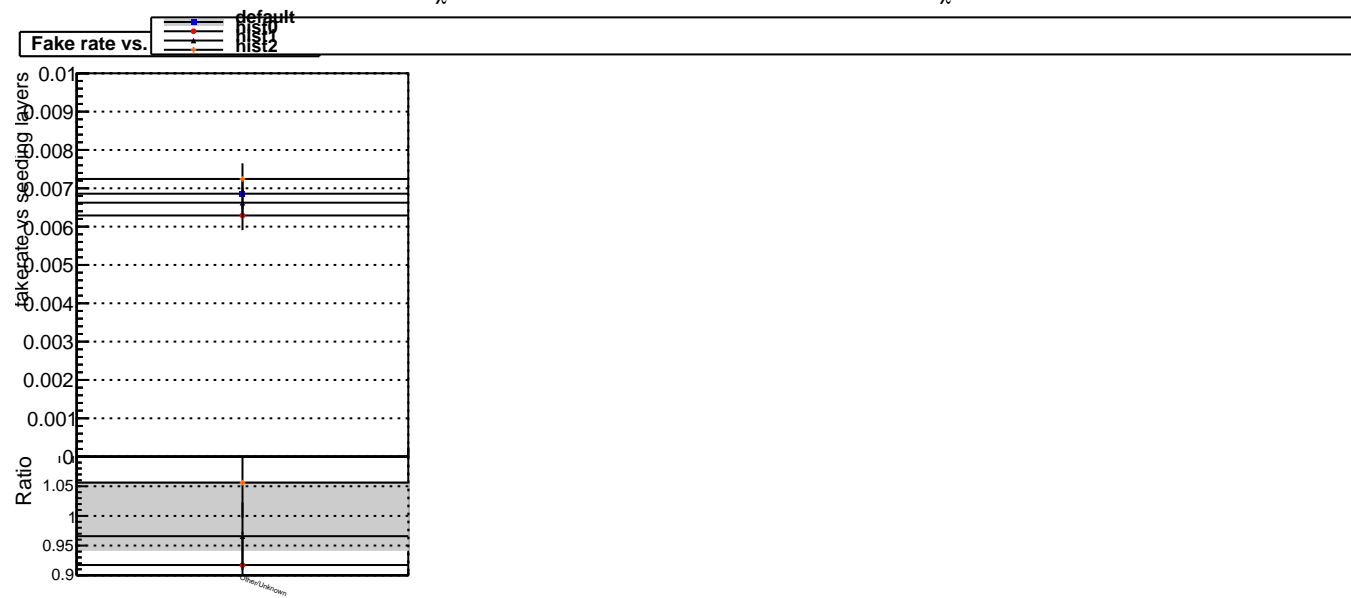 %
%
default
hist0
hist1
hist2
Fake rate vs.
fakerate vs seeding layers
0.01
0.009
0.008
0.007
0.006
0.005
0.004
0.003
0.002
0.001
0
Ratio
1.05
1
0.95
0.9
Other/Unknown